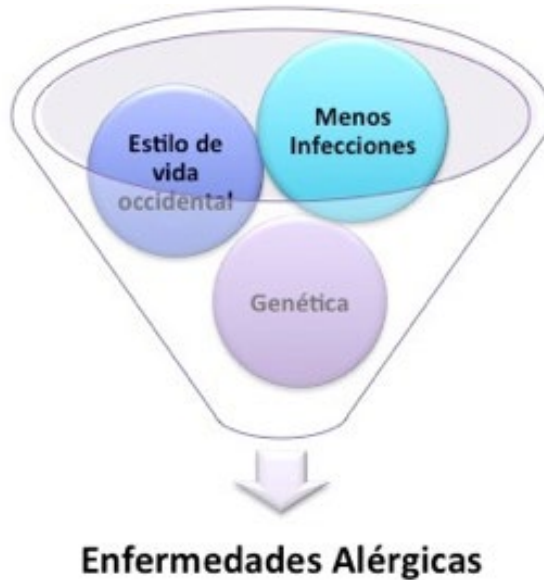 Estilo de
vida
occidental
Menos
Infecciones
Genética
Enfermedades Alérgicas